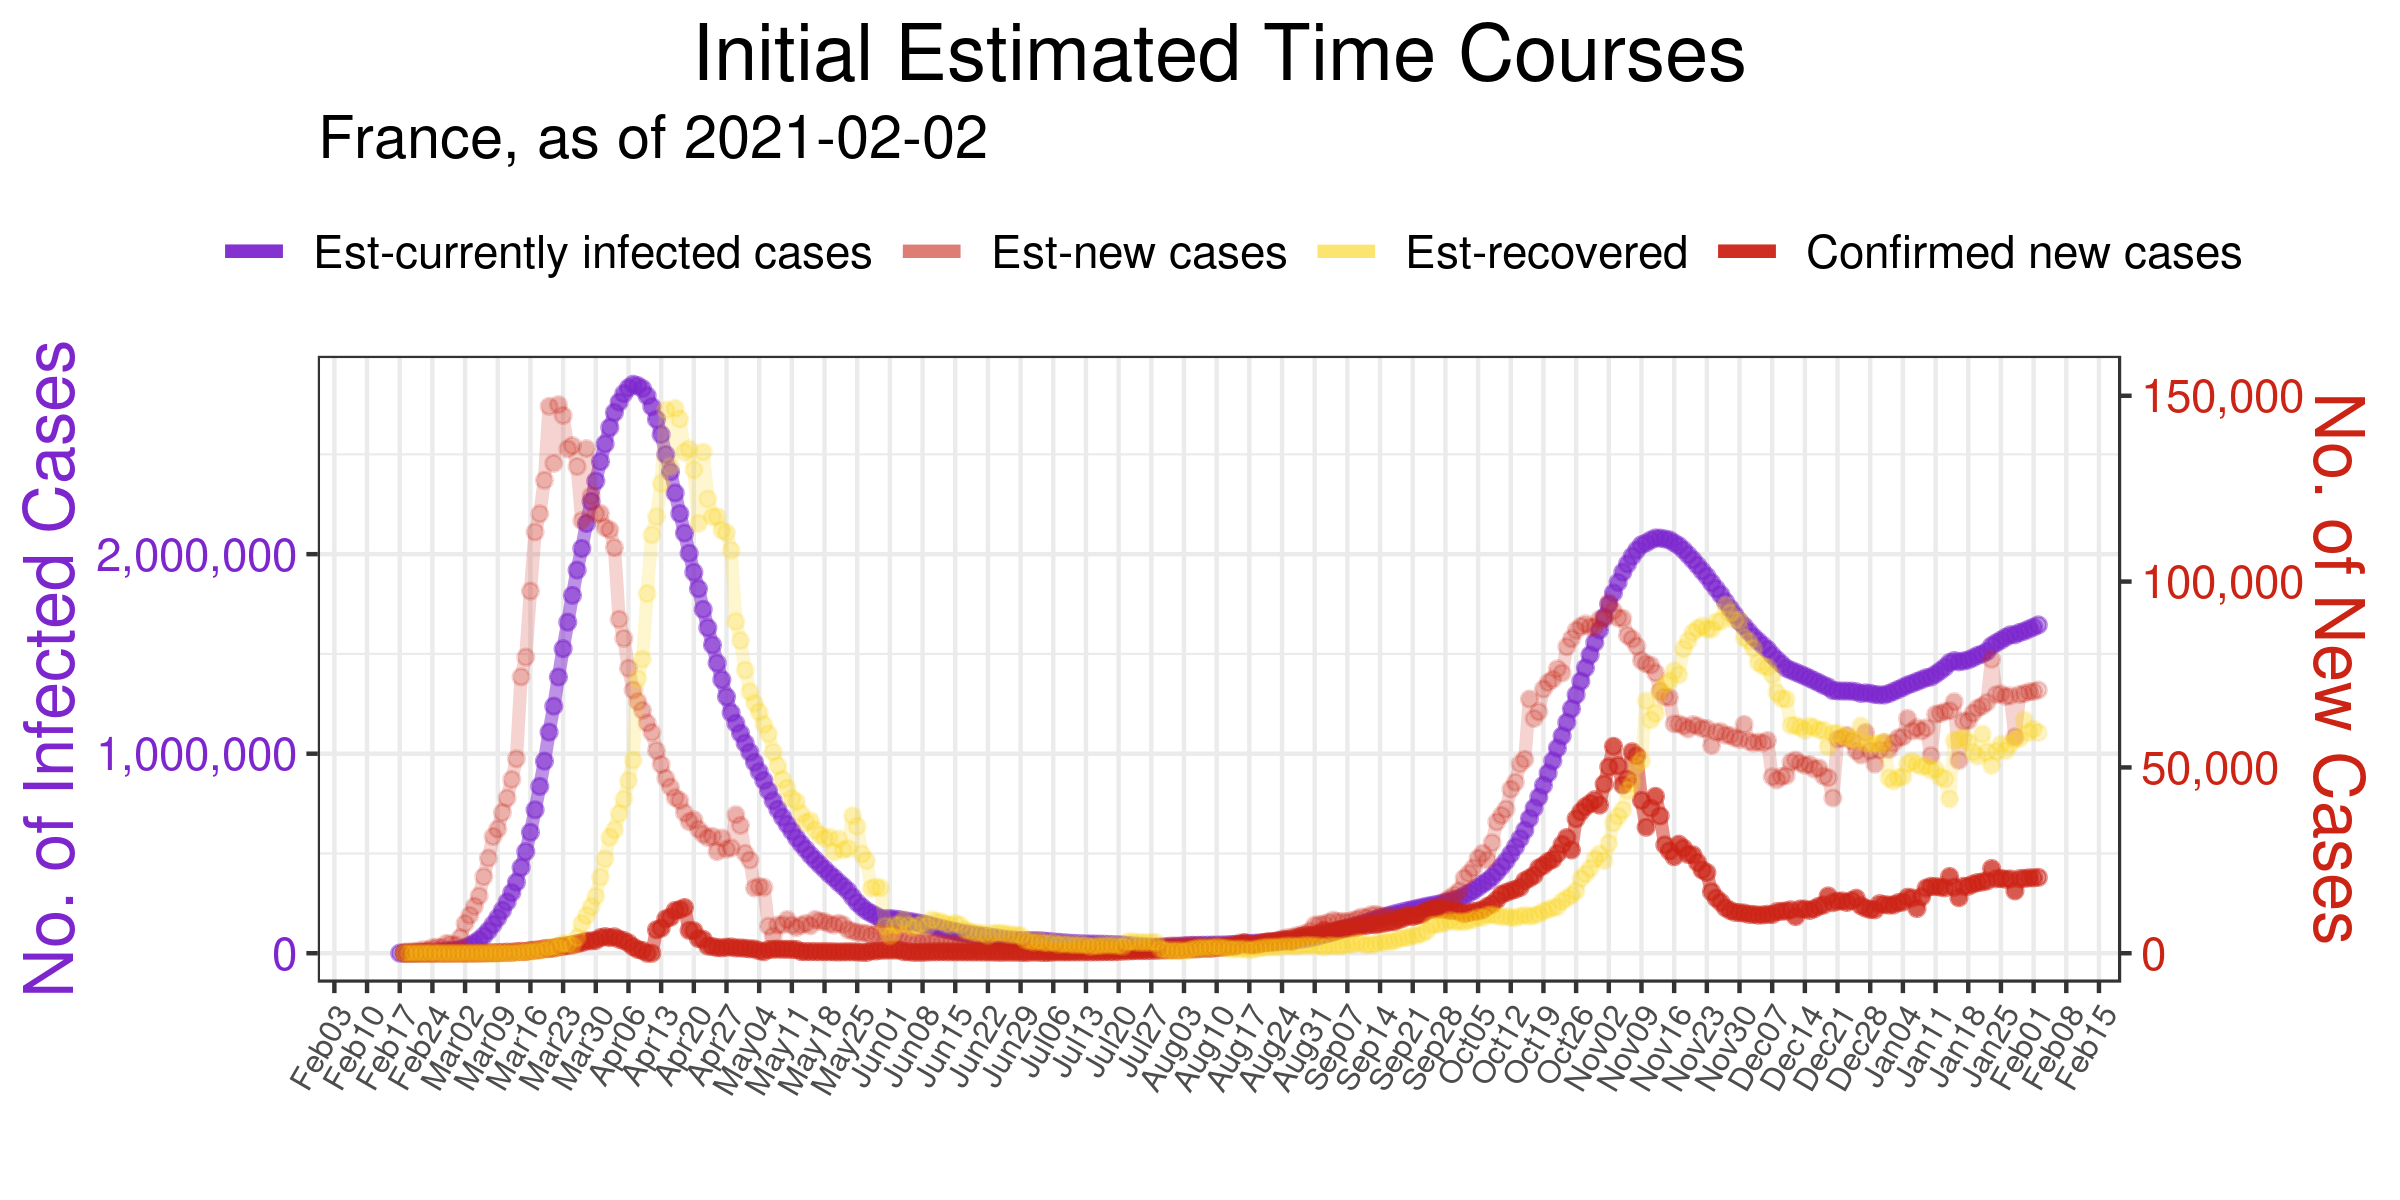 Initial Estimated Time Courses
France, as of 2021-02-02
Est-currently infected cases Est-new cases Est-recovered Confirmed new cases
No. of Infected Cases
2,000,000
1,000,000
0
150,000
100,000
50,000
0
No. of New Cases
Feb03 Feb10 Feb17 Feb24 Mar02 Mar09 Mar16 Mar23 Mar30 Apr06 Apr13 Apr20 Apr27 May04 May11 May18 May25 Jun01 Jun08 Jun15 Jun22 Jun29 Jul06 Jul13 Jul20 Jul27 Aug03 Aug10 Aug17 Aug24 Aug31 Sep07 Sep14 Sep21 Sep28 Oct05 Oct12 Oct19 Oct26 Nov02 Nov09 Nov16 Nov23 Nov30 Dec07 Dec14 Dec21 Dec28 Jan04 Jan11 Jan18 Jan25 Feb01 Feb08 Feb15